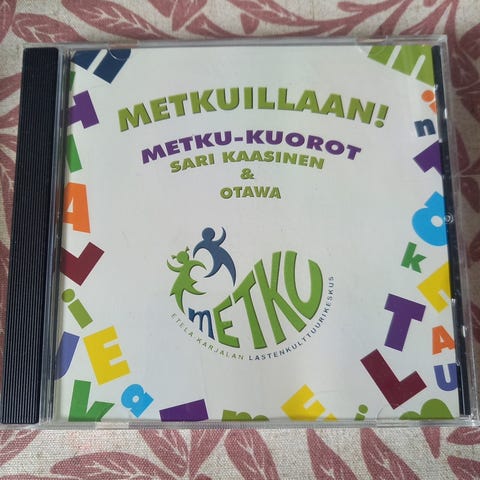 METKUILLAAN!
METKU-KUOROT
SARI KAASINEN
&
OTAWA
mETKU
ETELÄ KARJALAN LASTENKULTTUURIKESKUS